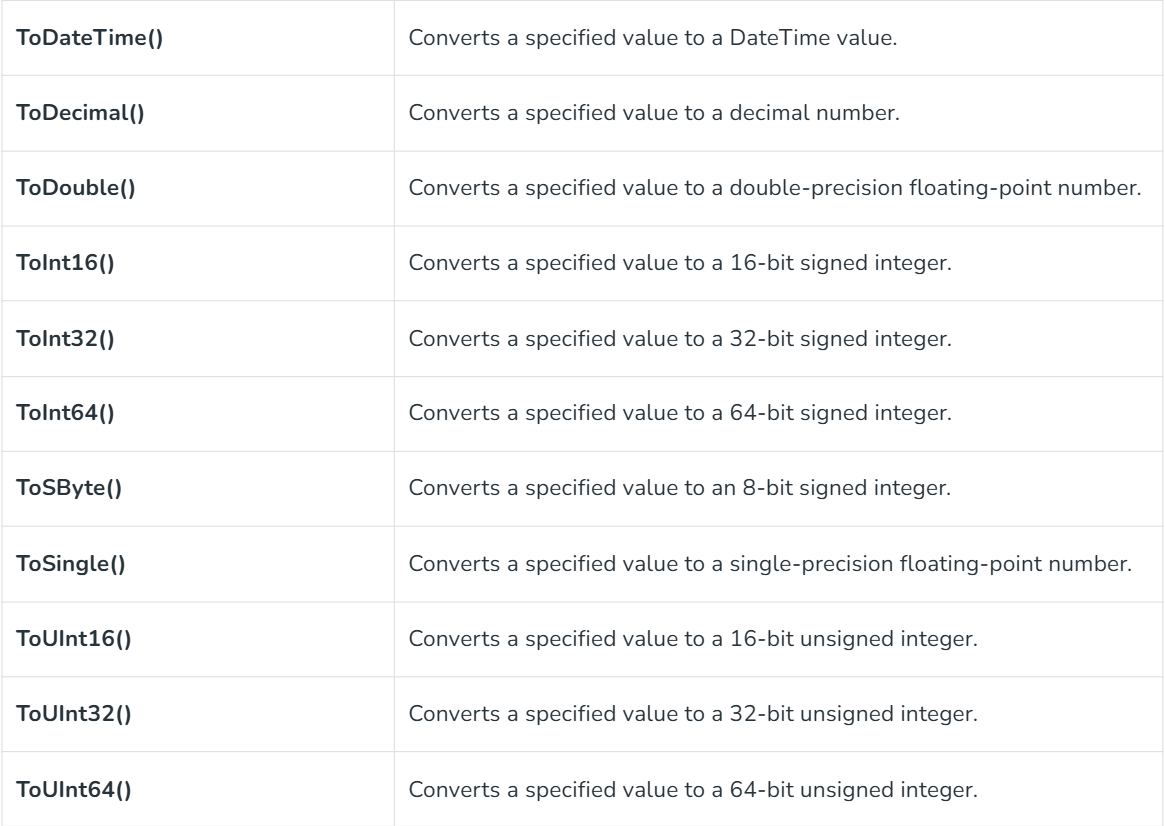 ToDateTime() Converts a specified value to a DateTime value.
ToDecimal() Converts a specified value to a decimal number.
ToDouble() Converts a specified value to a double-precision floating-point number.
ToInt16() Converts a specified value to a 16-bit signed integer.
ToInt32() Converts a specified value to a 32-bit signed integer.
ToInt64() Converts a specified value to a 64-bit signed integer.
ToSByte() Converts a specified value to an 8-bit signed integer.
ToSingle() Converts a specified value to a single-precision floating-point number.
ToUInt16() Converts a specified value to a 16-bit unsigned integer.
ToUInt32() Converts a specified value to a 32-bit unsigned integer.
ToUInt64() Converts a specified value to a 64-bit unsigned integer.